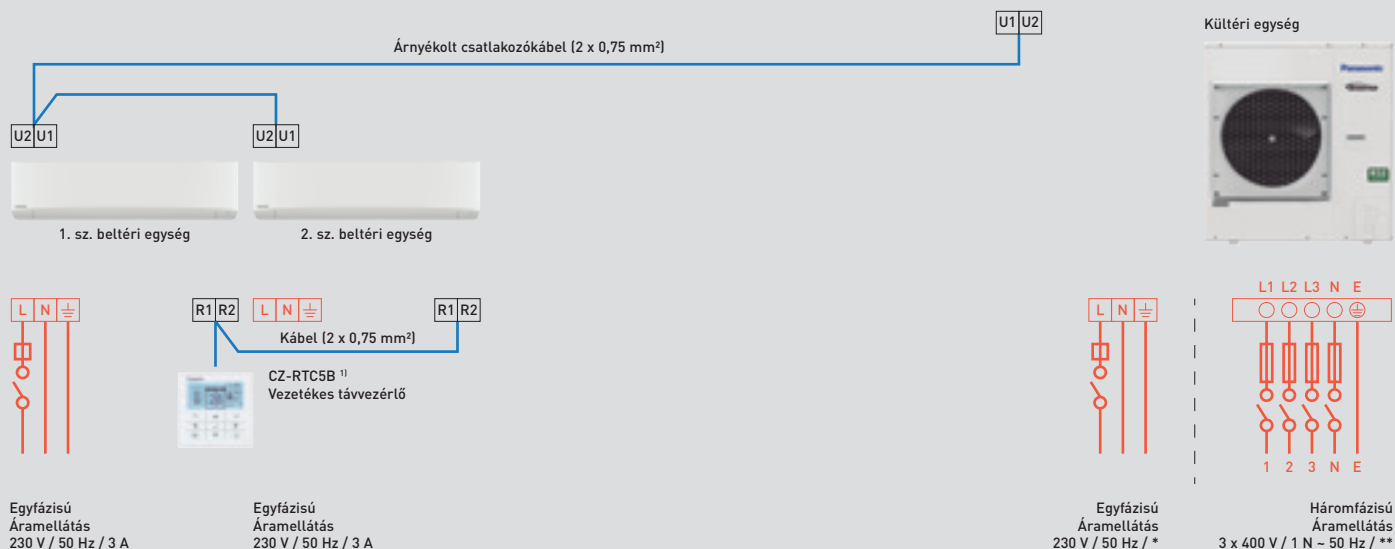 U1 U2
Kültéri egység
Árnyékolt csatlakozókábel (2 x 0,75 mm²)
Panasonic
U2 U1
U2 U1
1. sz. beltéri egység
2. sz. beltéri egység
L N
R1 R2
L N
R1 R2
L N
L1 L2 L3 N E
Kábel (2 x 0,75 mm²)
CZ-RTC5B ¹⁾
Vezetékes távvezérlő
1 2 3 N E
Egyfázisú
Áramellátás
230 V / 50 Hz / 3 A
Egyfázisú
Áramellátás
230 V / 50 Hz / 3 A
Egyfázisú
Áramellátás
230 V / 50 Hz / *
Háromfázisú
Áramellátás
3 x 400 V / 1 N ~ 50 Hz / **